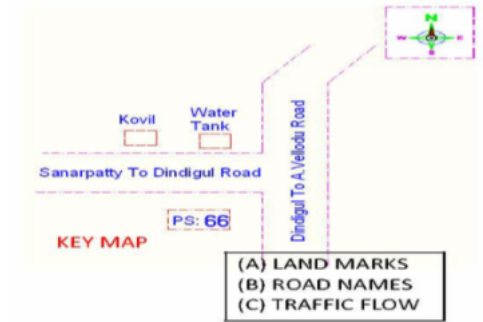 N
W E
S
Kovil
Water
Tank
Sanarpatty To Dindigul Road
Dindigul To A.Vellodu Road
PS: 66
KEY MAP
(A) LAND MARKS
(B) ROAD NAMES
(C) TRAFFIC FLOW